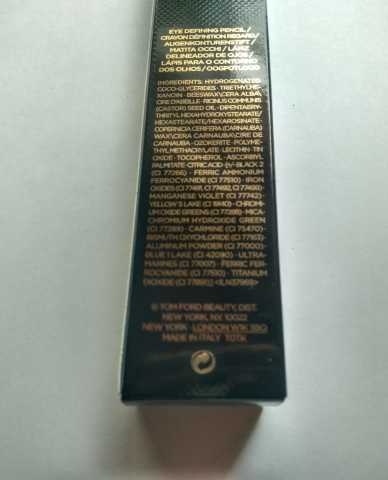 EYE DEFINING PENCIL/
CRAYON DÉFINITION REGARD/
AUGENKONTURENSTIFT/
MATITA OCCHI / LÁPIZ
DELINEADOR DE OJOS/
LÁPIS PARA O CONTORNO
DOS OLHOS / OOGPOTLOOD
INGREDIENTS: HYDROGENATED
COCO-GLYCERIDES · TRIETHYLHE-
XANOIN · BEESWAX\CERA ALBA\
CIRE D'ABEILLE · RICINUS COMMUNIS
(CASTOR) SEED OIL · DIPENTAERY-
THRITYL HEXAHYDROXYSTEARATE/
HEXASTEARATE/HEXAROSINATE ·
COPERNICIA CERIFERA (CARNAUBA)
WAX\CERA CARNAUBA\CIRE DE
CARNAUBA · OZOKERITE · POLYME-
THYL METHACRYLATE · LECITHIN · TIN
OXIDE · TOCOPHEROL · ASCORBYL
PALMITATE · CITRIC ACID · [+/- BLACK 2
(CI 77266) · FERRIC AMMONIUM
FERROCYANIDE (CI 77510) · IRON
OXIDES (CI 77491, CI 77492, CI 77499) ·
MANGANESE VIOLET (CI 77742) ·
YELLOW 5 LAKE (CI 19140) · CHROMI-
UM OXIDE GREENS (CI 77288) · MICA ·
CHROMIUM HYDROXIDE GREEN
(CI 77289) · CARMINE (CI 75470) ·
BISMUTH OXYCHLORIDE (CI 77163) ·
ALUMINUM POWDER (CI 77000) ·
BLUE 1 LAKE (CI 42090) · ULTRA-
MARINES (CI 77007) · FERRIC FER-
ROCYANIDE (CI 77510) · TITANIUM
DIOXIDE (CI 77891)] <ILN37969>
© TOM FORD BEAUTY, DIST.
NEW YORK, NY 10022
NEW YORK · LONDON W1K 3BQ
MADE IN ITALY